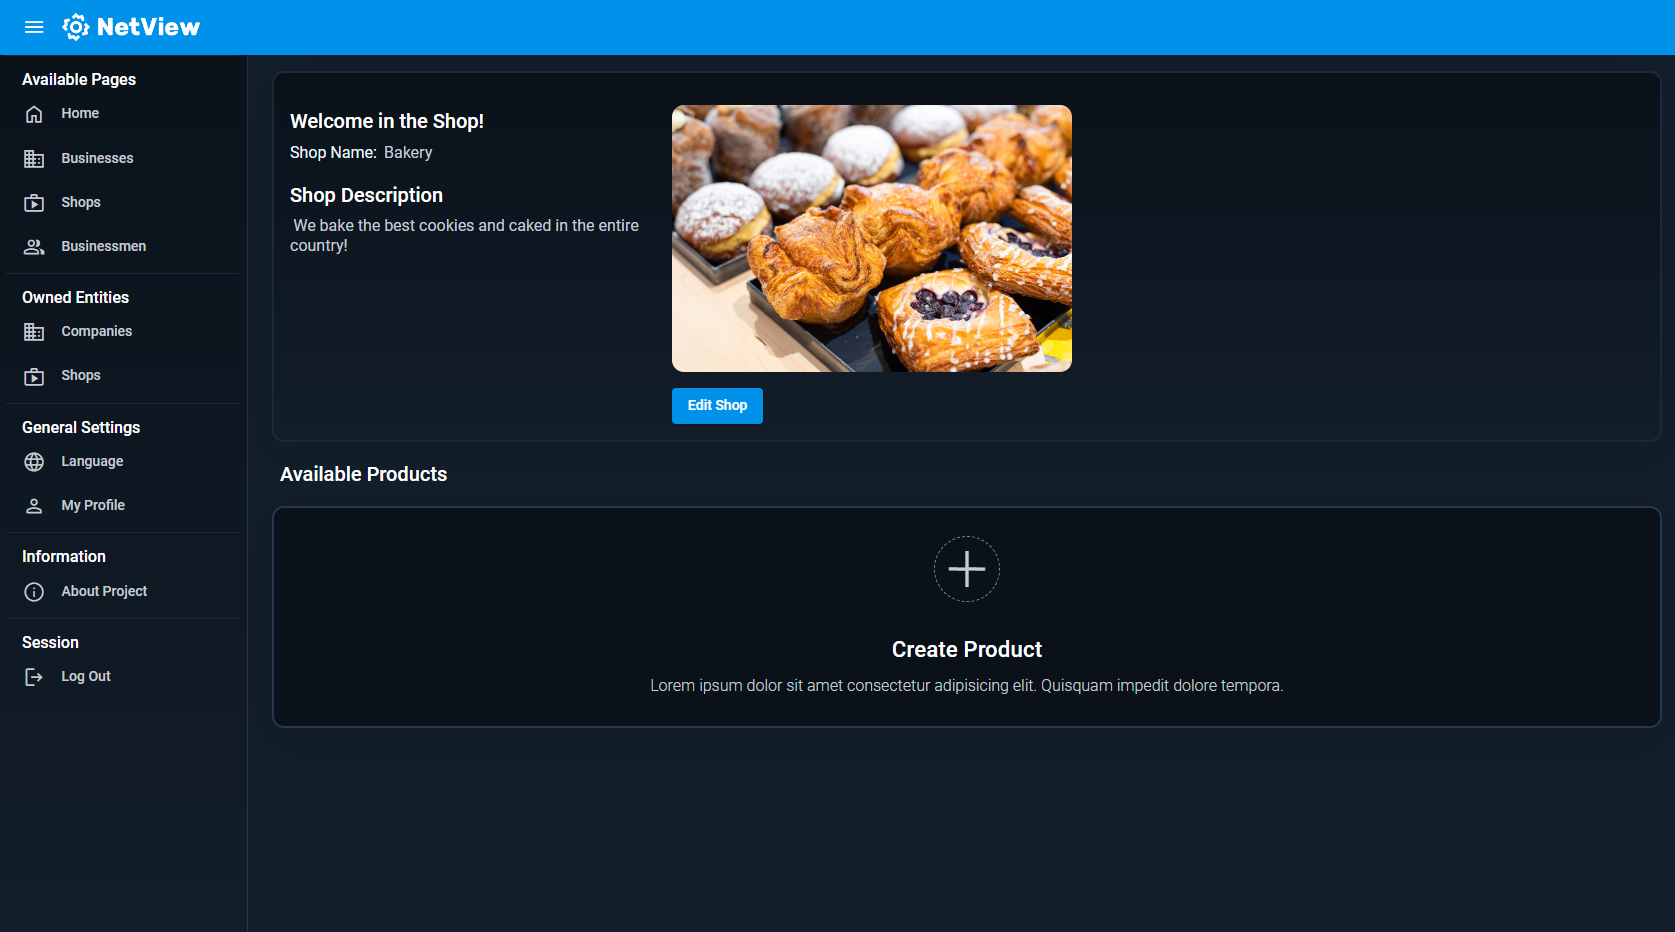 NetView
Available Pages
Home
Businesses
Shops
Businessmen
Owned Entities
Companies
Shops
General Settings
Language
My Profile
Information
About Project
Session
Log Out
Welcome in the Shop!
Shop Name: Bakery
Shop Description
We bake the best cookies and caked in the entire
country!
Edit Shop
Available Products
Create Product
Lorem ipsum dolor sit amet consectetur adipisicing elit. Quisquam impedit dolore tempora.